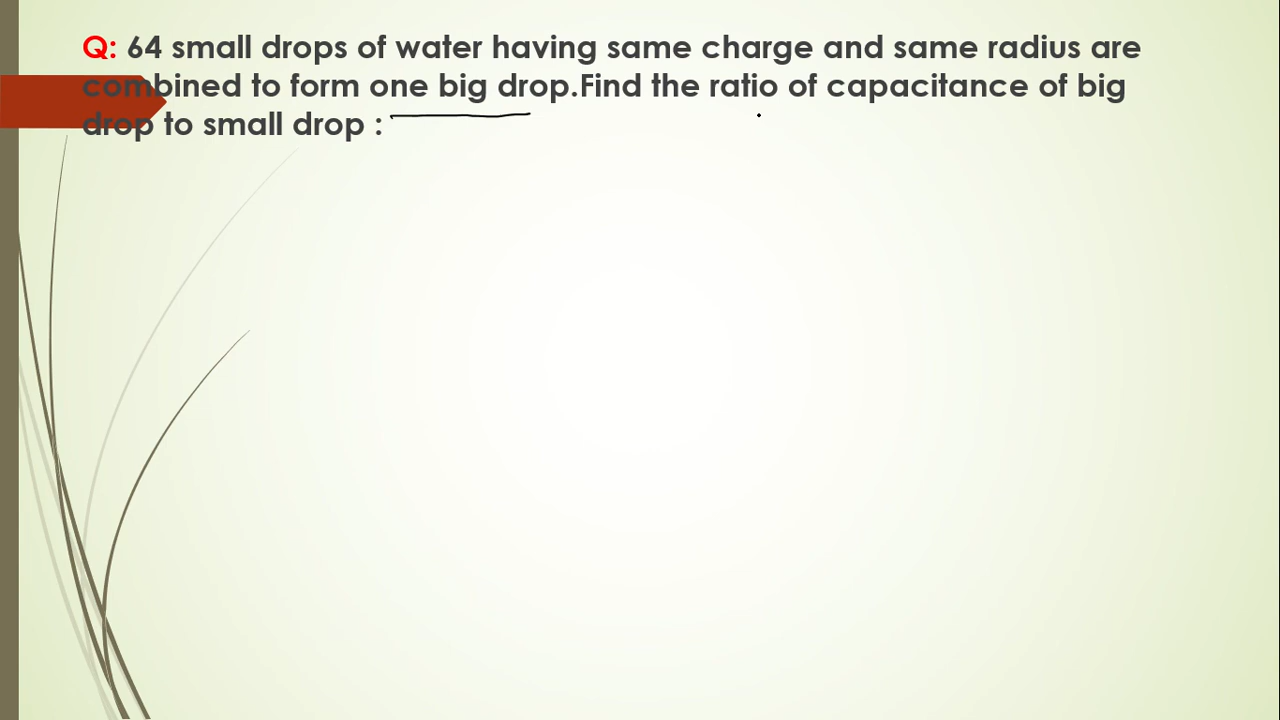 Q: 64 small drops of water having same charge and same radius are
combined to form one big drop.Find the ratio of capacitance of big
drop to small drop :